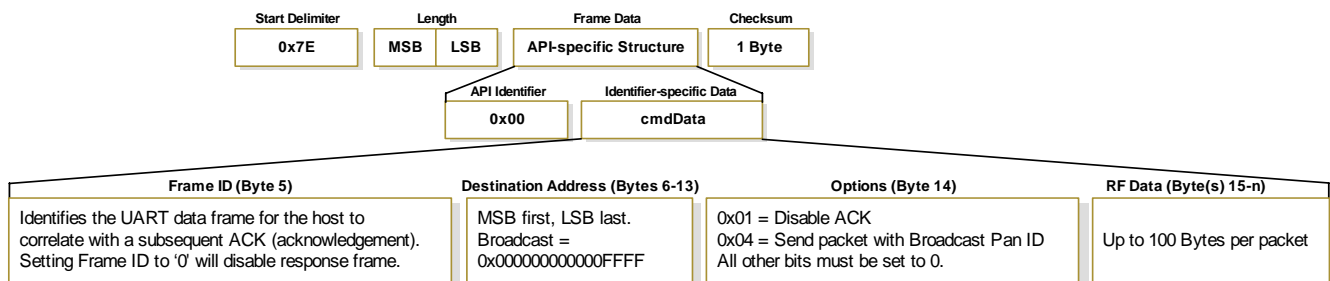 Start Delimiter Length Frame Data Checksum
0x7E MSB LSB API-specific Structure 1 Byte
API Identifier Identifier-specific Data
0x00 cmdData
Frame ID (Byte 5)
Identifies the UART data frame for the host to
correlate with a subsequent ACK (acknowledgement).
Setting Frame ID to ‘0' will disable response frame.
Destination Address (Bytes 6-13)
MSB first, LSB last.
Broadcast =
0x000000000000FFFF
Options (Byte 14)
0x01 = Disable ACK
0x04 = Send packet with Broadcast Pan ID
All other bits must be set to 0.
RF Data (Byte(s) 15-n)
Up to 100 Bytes per packet